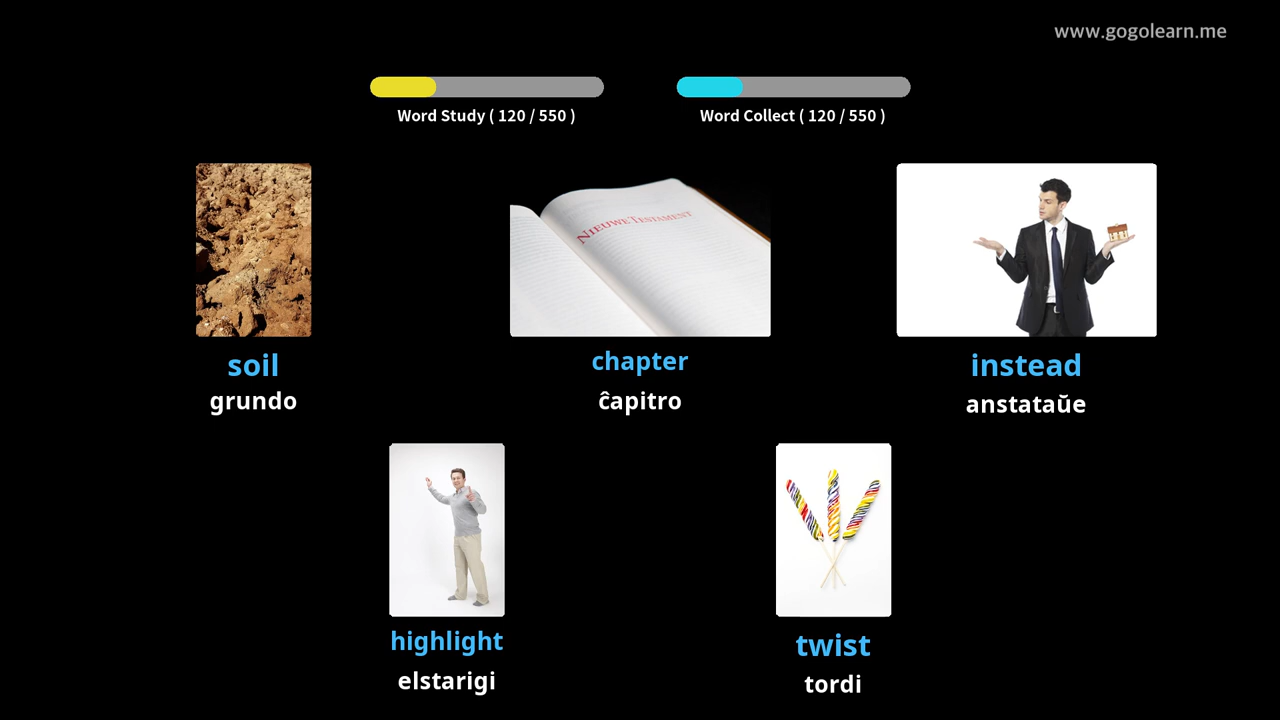 www.gogolearn.me
Word Study ( 120 / 550 )
Word Collect ( 120 / 550 )
NIEUWE TESTAMENT
soil
grundo
chapter
ĉapitro
instead
anstataŭe
highlight
elstarigi
twist
tordi